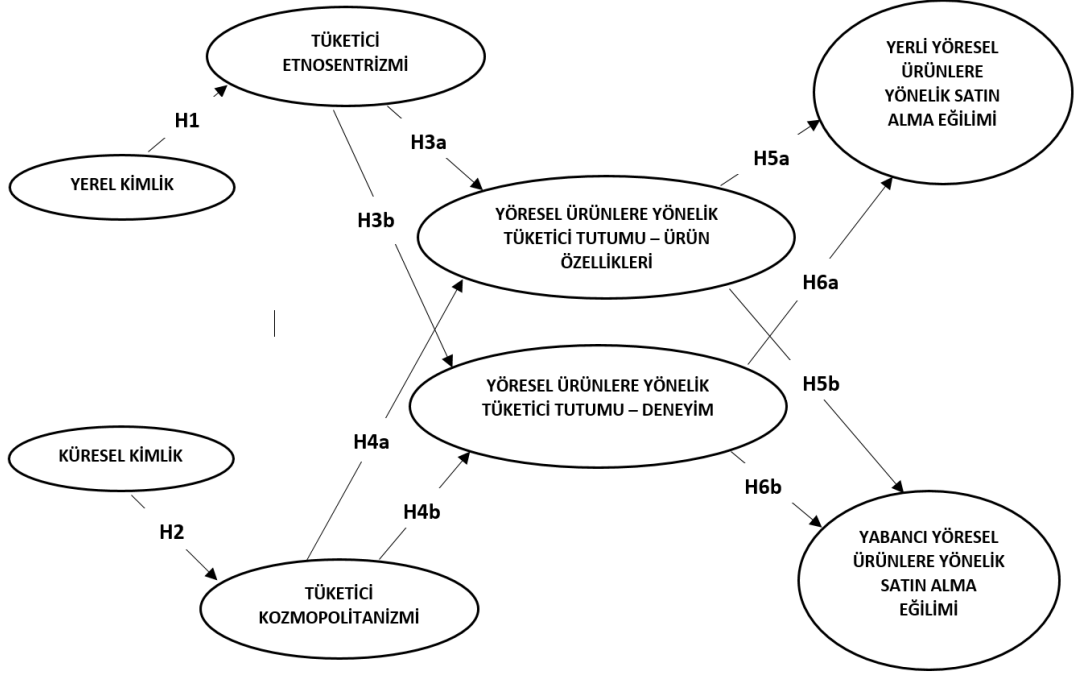 TÜKETİCİ
ETNOSENTRİZMİ
YERLİ YÖRESEL
ÜRÜNLERE
YÖNELİK SATIN
ALMA EĞİLİMİ
H1
H3a
H5a
YEREL KİMLİK
H3b
YÖRESEL ÜRÜNLERE YÖNELİK
TÜKETİCİ TUTUMU – ÜRÜN
ÖZELLİKLERİ
H6a
YÖRESEL ÜRÜNLERE YÖNELİK
TÜKETİCİ TUTUMU – DENEYİM
H5b
H4a
KÜRESEL KİMLİK
H6b
H4b
H2
YABANCI YÖRESEL
ÜRÜNLERE YÖNELİK
SATIN ALMA
EĞİLİMİ
TÜKETİCİ
KOZMOPOLİTANİZMİ